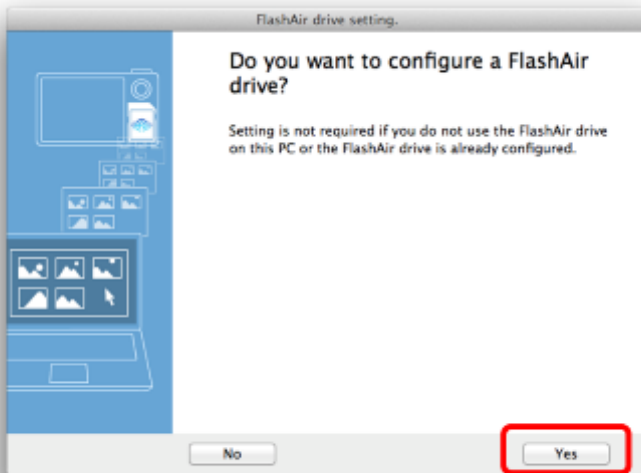 FlashAir drive setting.
Do you want to configure a FlashAir
drive?
Setting is not required if you do not use the FlashAir drive
on this PC or the FlashAir drive is already configured.
No
Yes